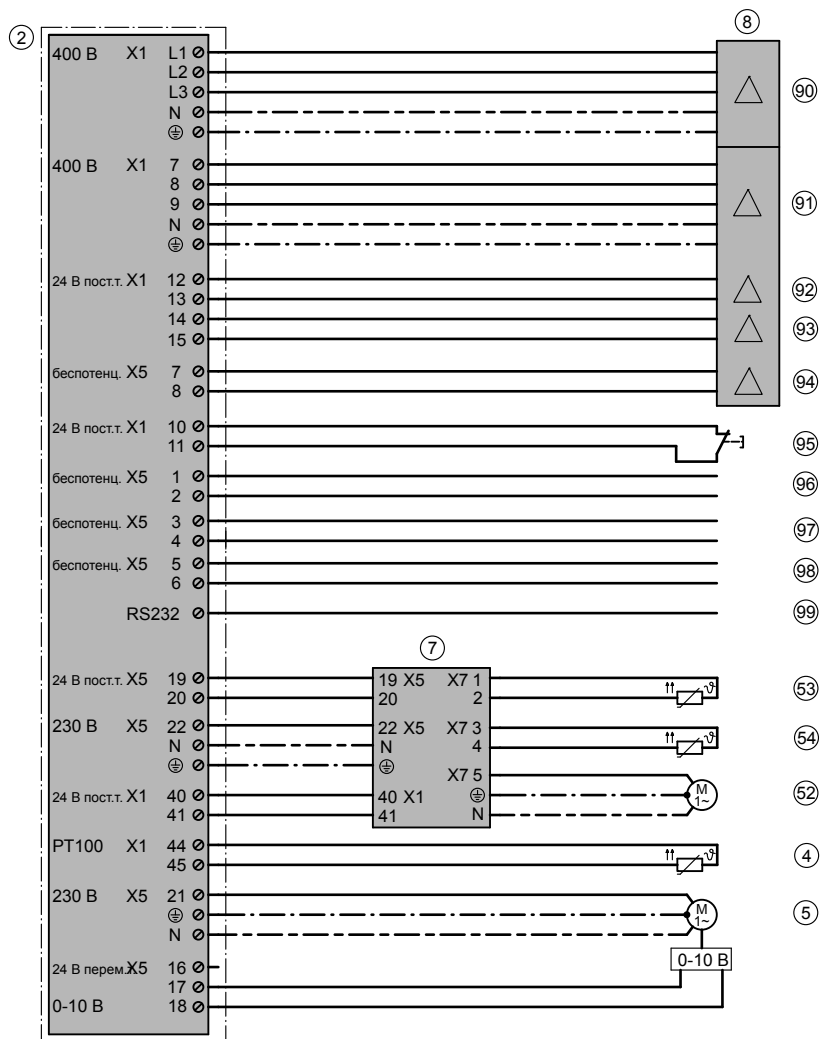 2 8
400 В X1 L1 90
L2
L3
N
400 В X1 7 91
8
9
N
24 В пост.т. X1 12 92
13
14 93
15
беспотенц. X5 7 94
8
24 В пост.т. X1 10 95
11
беспотенц. X5 1 96
2
беспотенц. X5 3 97
4
беспотенц. X5 5 98
6
RS232 99
7
24 В пост.т. X5 19 19 X5 X7 1 53
20 20 2
230 В X5 22 22 X5 X7 3 54
N N 4
X7 5
24 В пост.т. X1 40 40 X1 M 1~ 52
41 41 N
PT100 X1 44 ϑ 4
45
230 В X5 21 M 1~ 5
N
24 В перем. X5 16 0-10 В
17
0-10 В 18